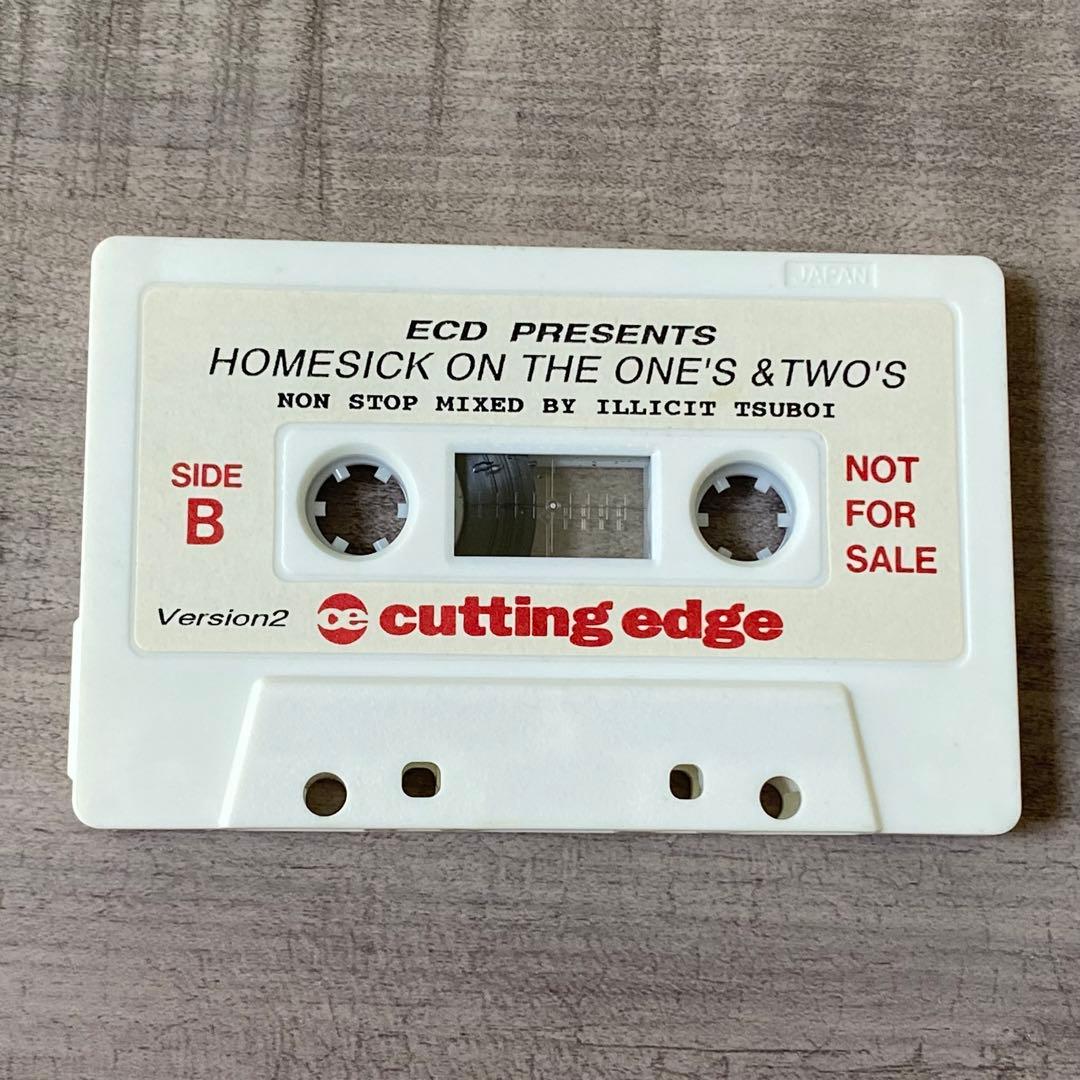 JAPAN
ECD PRESENTS
HOMESICK ON THE ONE'S &TWO'S
NON STOP MIXED BY ILLICIT TSUBOI
SIDE
B
NOT
FOR
SALE
Version2
ce cutting edge